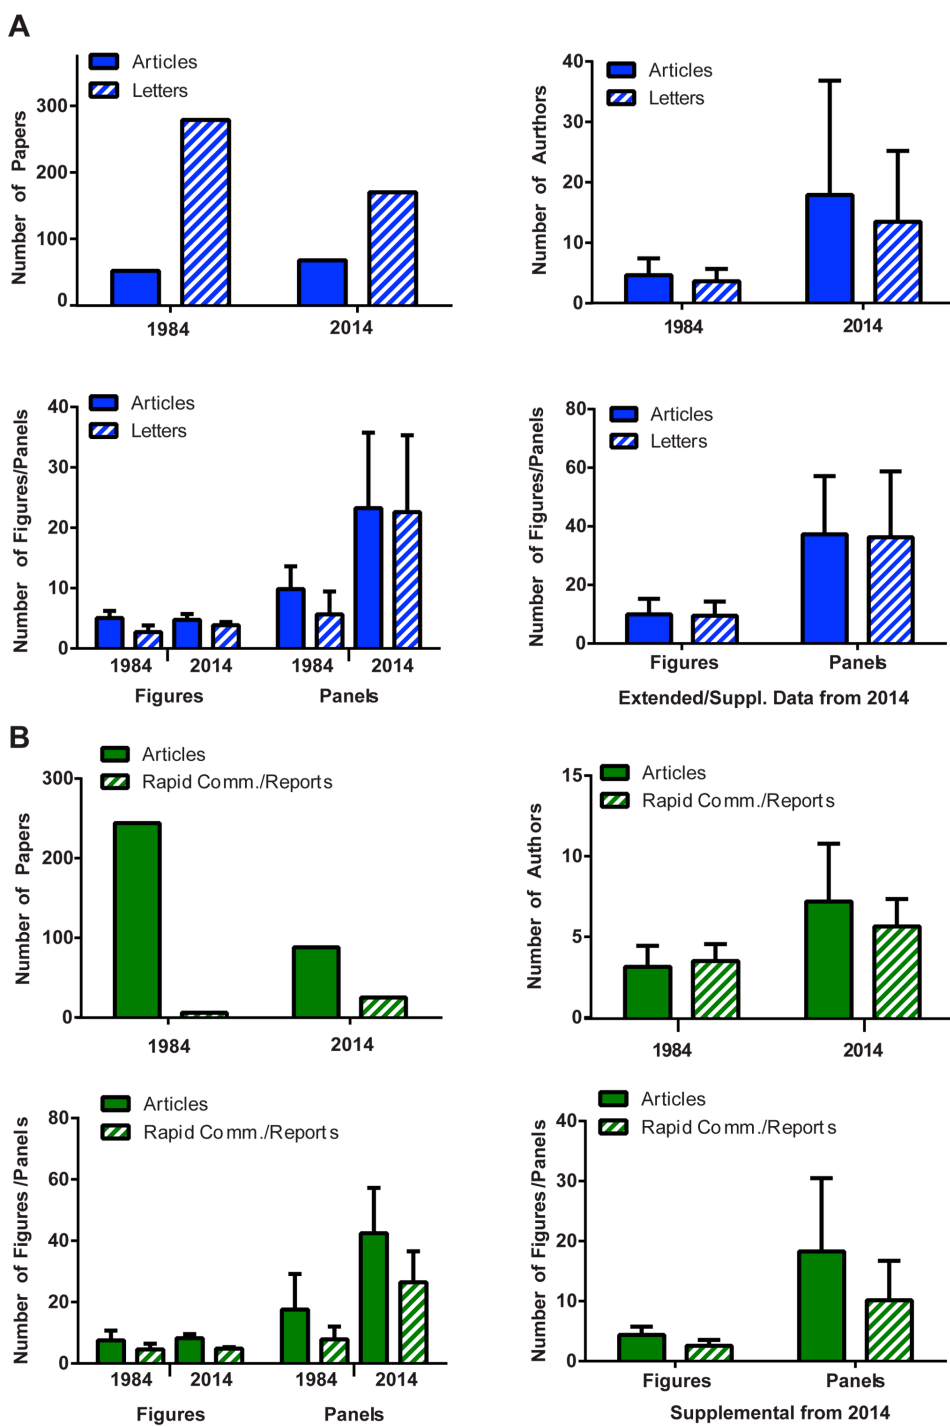 A
Articles
Letters
Number of Papers
300
200
100
0
1984 2014
Articles
Letters
Number of Aurthors
40
30
20
10
0
1984 2014
Articles
Letters
Number of Figures/Panels
40
30
20
10
0
1984 2014 1984 2014
Figures Panels
Articles
Letters
Number of Figures/Panels
80
60
40
20
0
Figures Panels
Extended/Suppl. Data from 2014
B
Articles
Rapid Comm./Reports
Number of Papers
300
200
100
0
1984 2014
Articles
Rapid Comm./Reports
Number of Authors
15
10
5
0
1984 2014
Articles
Rapid Comm./Reports
Number of Figures/Panels
80
60
40
20
0
1984 2014 1984 2014
Figures Panels
Articles
Rapid Comm./Reports
Number of Figures/Panels
40
30
20
10
0
Figures Panels
Supplemental from 2014